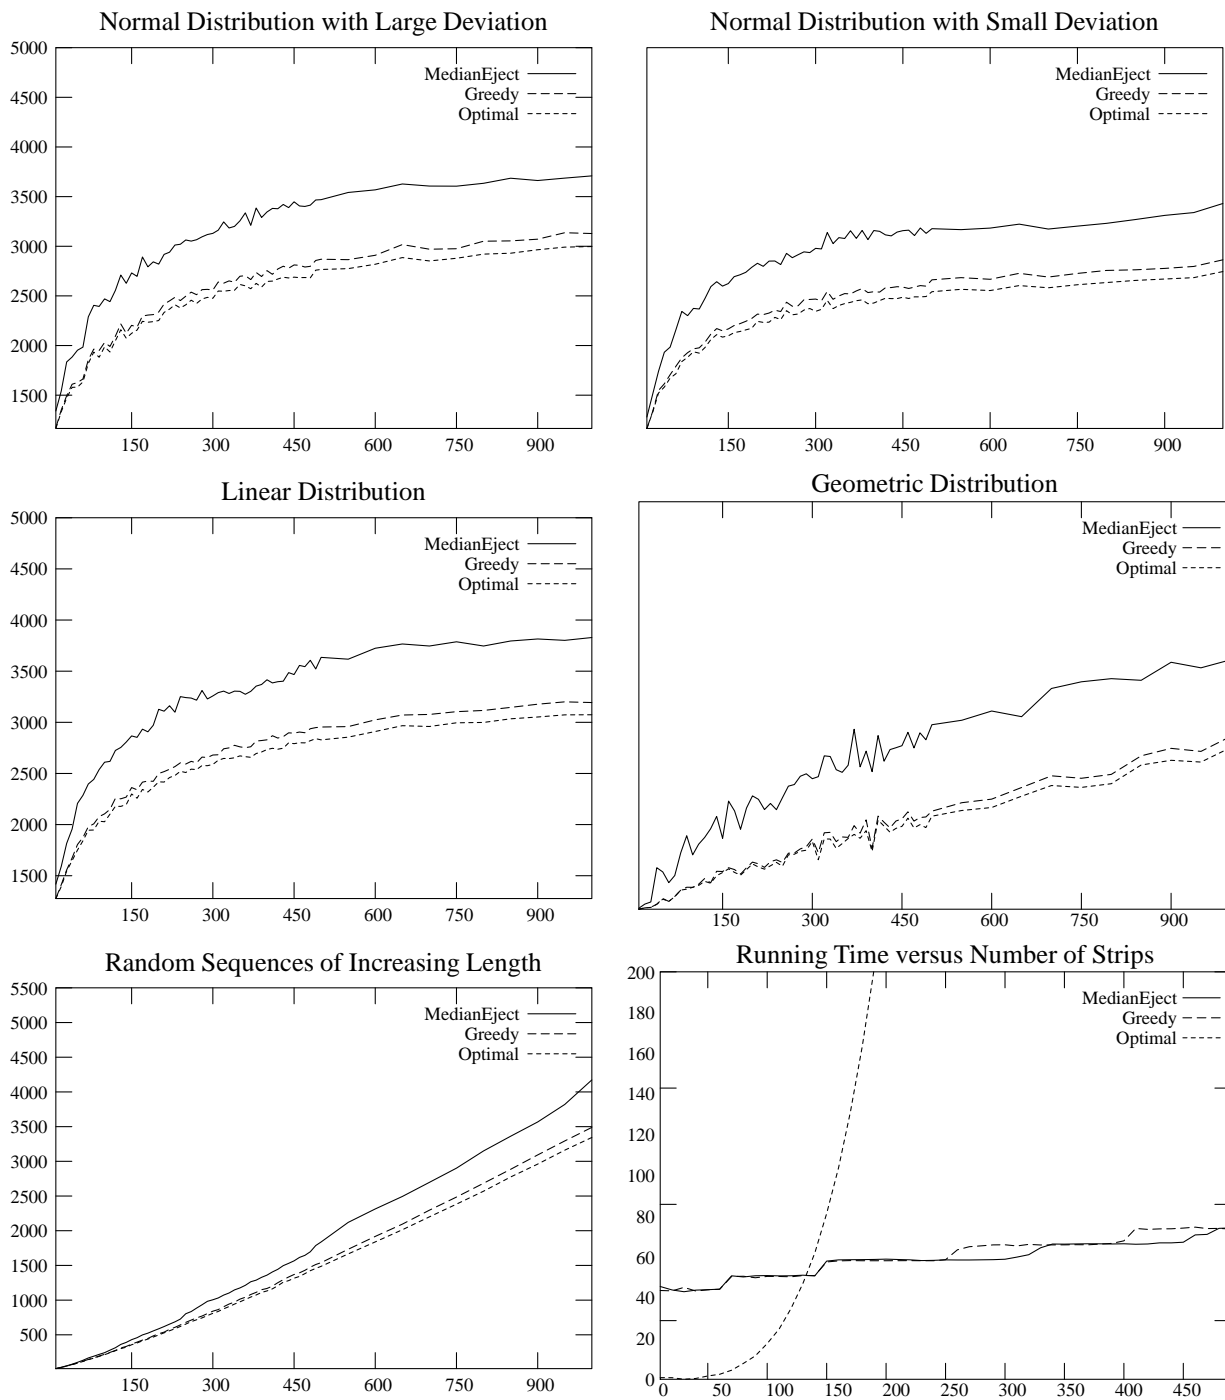 Normal Distribution with Large Deviation
5000
4500
4000
3500
3000
2500
2000
1500
150 300 450 600 750 900
MedianEject
Greedy
Optimal
Normal Distribution with Small Deviation
MedianEject
Greedy
Optimal
150 300 450 600 750 900
Linear Distribution
5000
4500
4000
3500
3000
2500
2000
1500
150 300 450 600 750 900
MedianEject
Greedy
Optimal
Geometric Distribution
MedianEject
Greedy
Optimal
150 300 450 600 750 900
Random Sequences of Increasing Length
5500
5000
4500
4000
3500
3000
2500
2000
1500
1000
500
150 300 450 600 750 900
MedianEject
Greedy
Optimal
Running Time versus Number of Strips
200
180
160
140
120
100
80
60
40
20
0
0 50 100 150 200 250 300 350 400 450
MedianEject
Greedy
Optimal